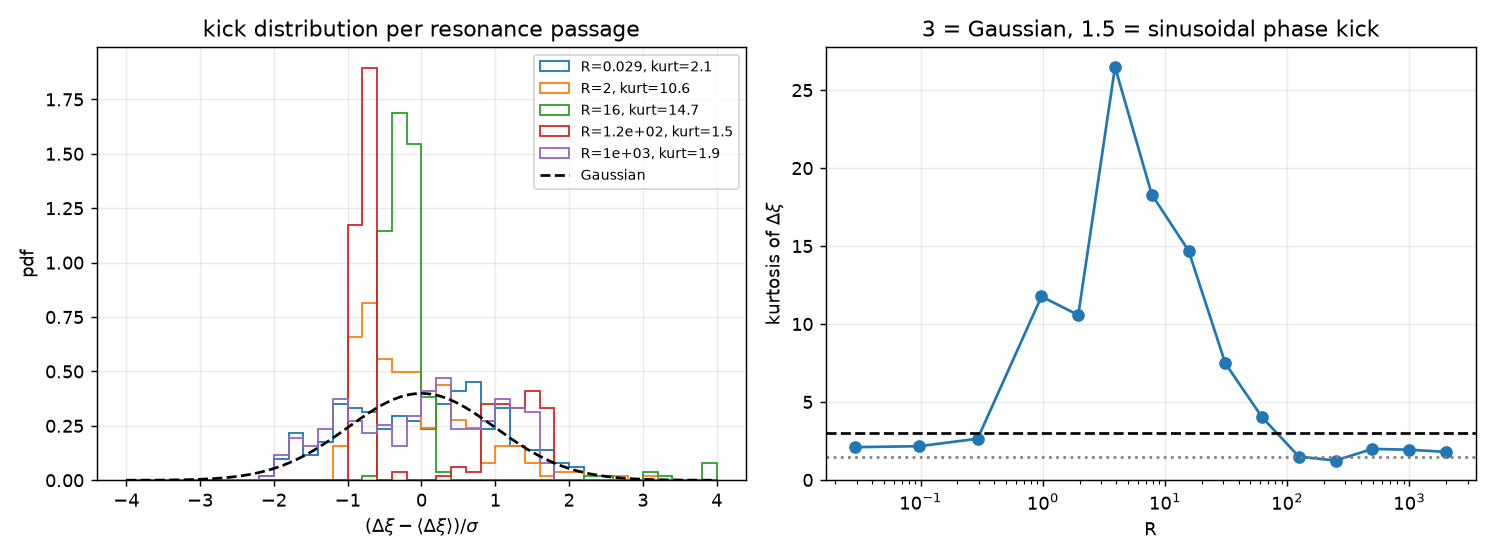 kick distribution per resonance passage
R=0.029, kurt=2.1
R=2, kurt=10.6
R=16, kurt=14.7
R=1.2e+02, kurt=1.5
R=1e+03, kurt=1.9
Gaussian
pdf
1.75
1.50
1.25
1.00
0.75
0.50
0.25
0.00
−4 −3 −2 −1 0 1 2 3 4
(Δξ − ⟨Δξ⟩)/σ
3 = Gaussian, 1.5 = sinusoidal phase kick
kurtosis of Δξ
25
20
15
10
5
0
10⁻¹ 10⁰ 10¹ 10² 10³
R